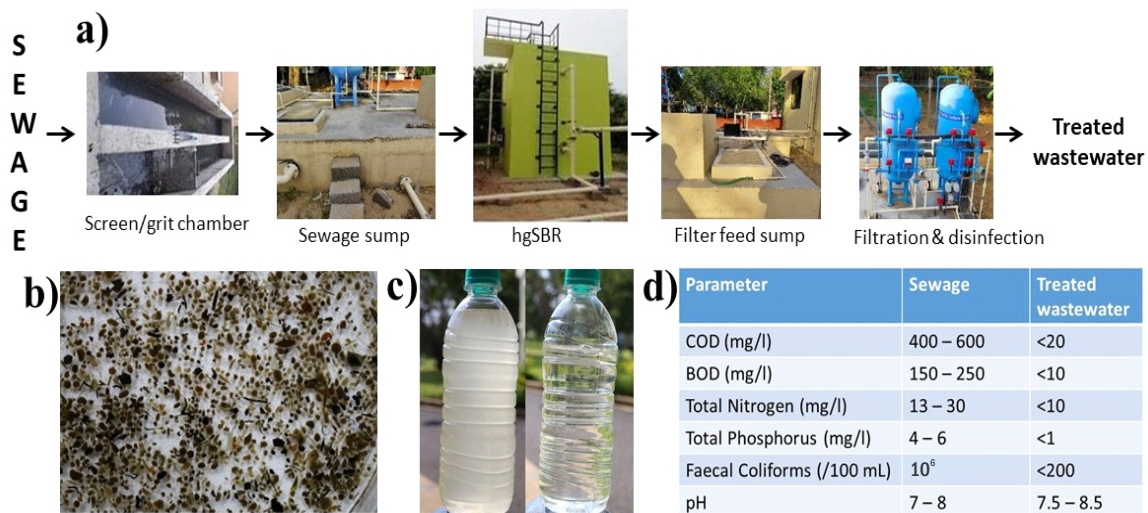 a)
SEWAGE
Screen/grit chamber
Sewage sump
hgSBR
Filter feed sump
Filtration & disinfection
Treated
wastewater
b)
c)
d)
Parameter Sewage Treated
wastewater
COD (mg/l) 400 – 600 <20
BOD (mg/l) 150 – 250 <10
Total Nitrogen (mg/l) 13 – 30 <10
Total Phosphorus (mg/l) 4 – 6 <1
Faecal Coliforms (/100 mL) 10⁶ <200
pH 7 – 8 7.5 – 8.5